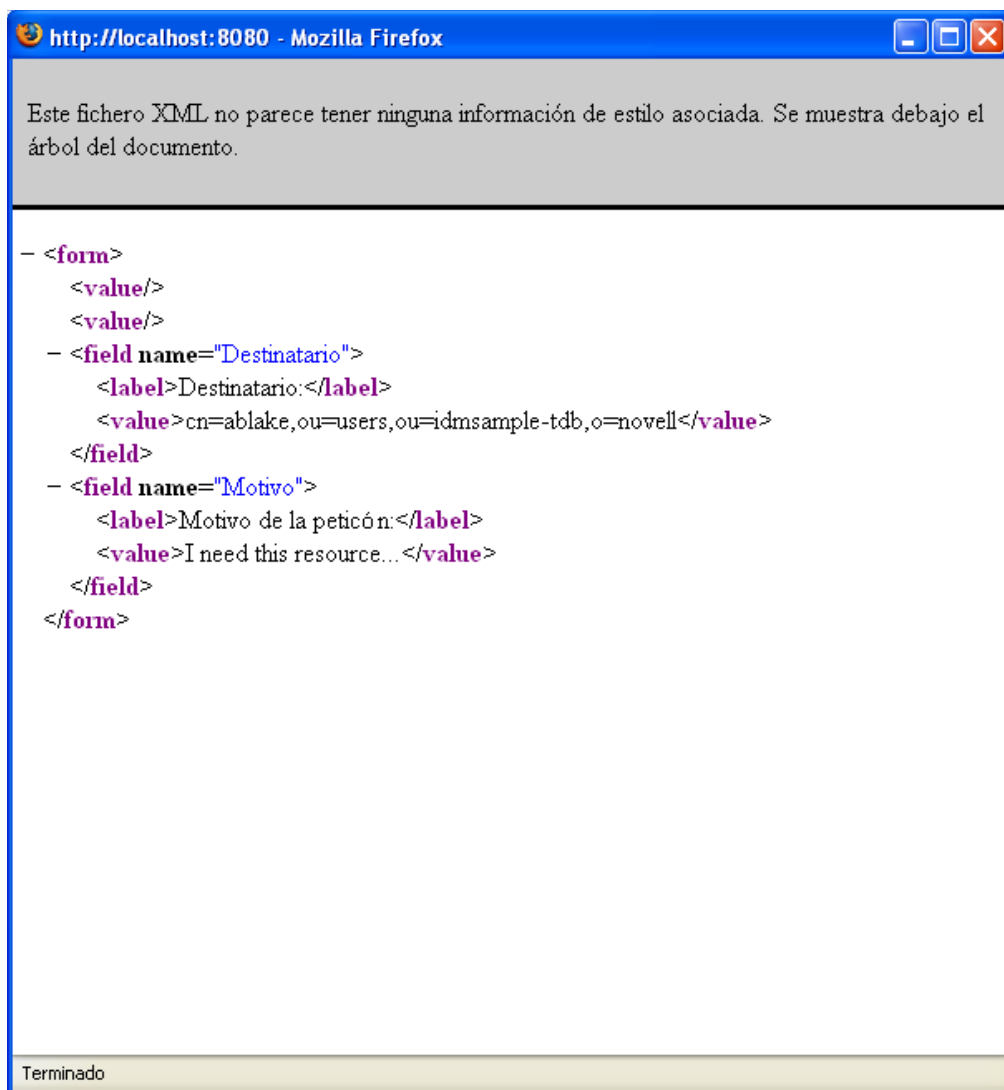 http://localhost:8080 - Mozilla Firefox
Este fichero XML no parece tener ninguna información de estilo asociada. Se muestra debajo el
árbol del documento.
− <form>
<value/>
<value/>
− <field name="Destinatario">
<label>Destinatario:</label>
<value>cn=ablake,ou=users,ou=idmsample-tdb,o=novell</value>
</field>
− <field name="Motivo">
<label>Motivo de la peticón:</label>
<value>I need this resource...</value>
</field>
</form>
Terminado